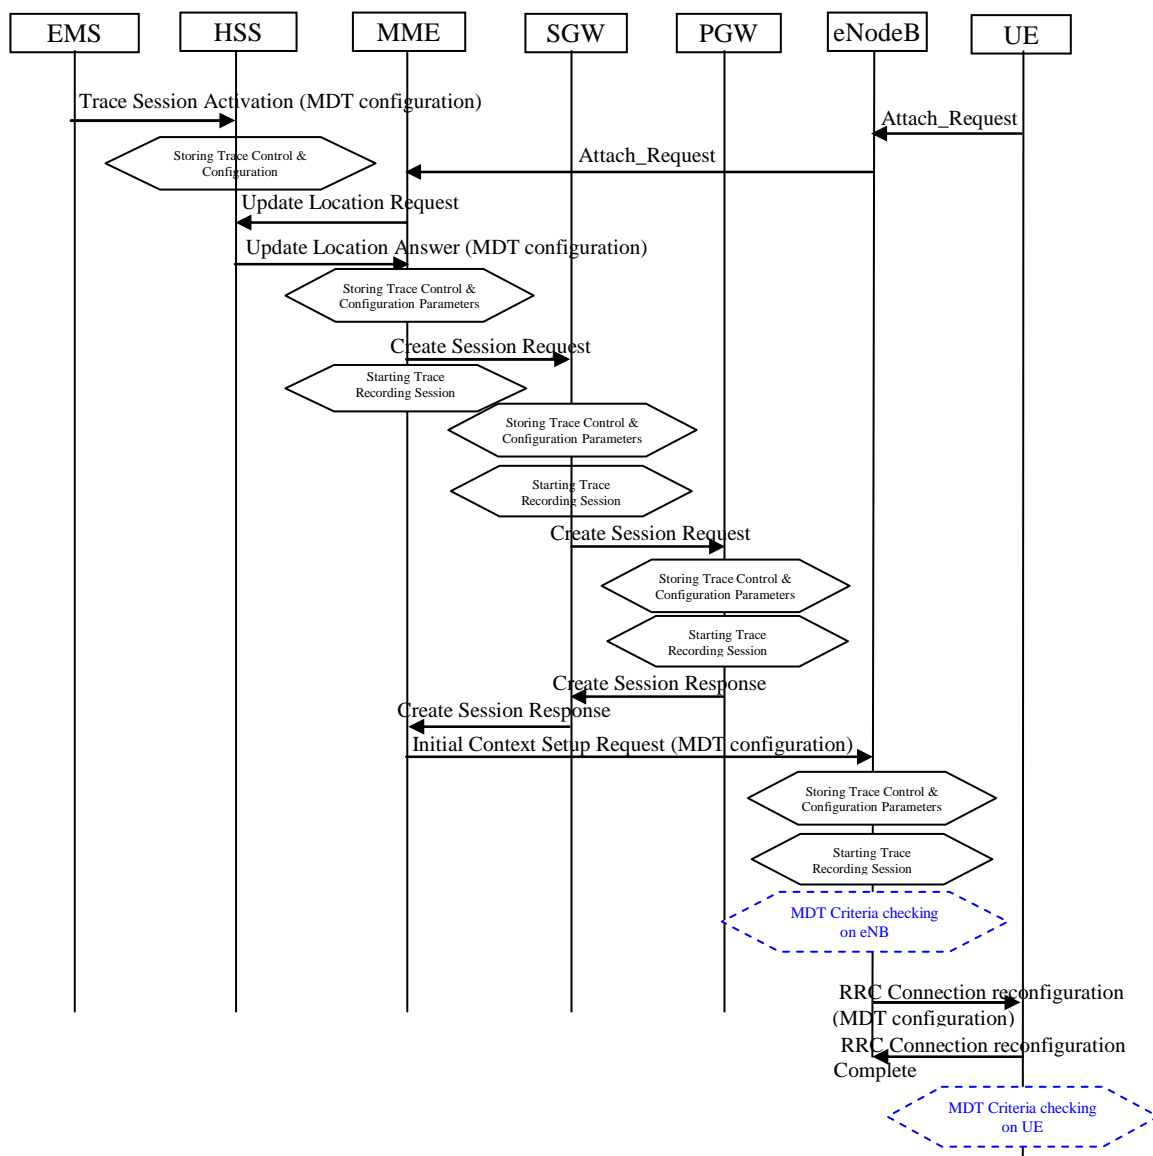 EMS HSS MME SGW PGW eNodeB UE
Trace Session Activation (MDT configuration)
Attach_Request
Storing Trace Control &
Configuration
Attach_Request
Update Location Request
Update Location Answer (MDT configuration)
Storing Trace Control &
Configuration Parameters
Create Session Request
Starting Trace
Recording Session
Storing Trace Control &
Configuration Parameters
Starting Trace
Recording Session
Create Session Request
Storing Trace Control &
Configuration Parameters
Starting Trace
Recording Session
Create Session Response
Create Session Response
Initial Context Setup Request (MDT configuration)
Storing Trace Control &
Configuration Parameters
Starting Trace
Recording Session
MDT Criteria checking
on eNB
RRC Connection reconfiguration
(MDT configuration)
RRC Connection reconfiguration
Complete
MDT Criteria checking
on UE